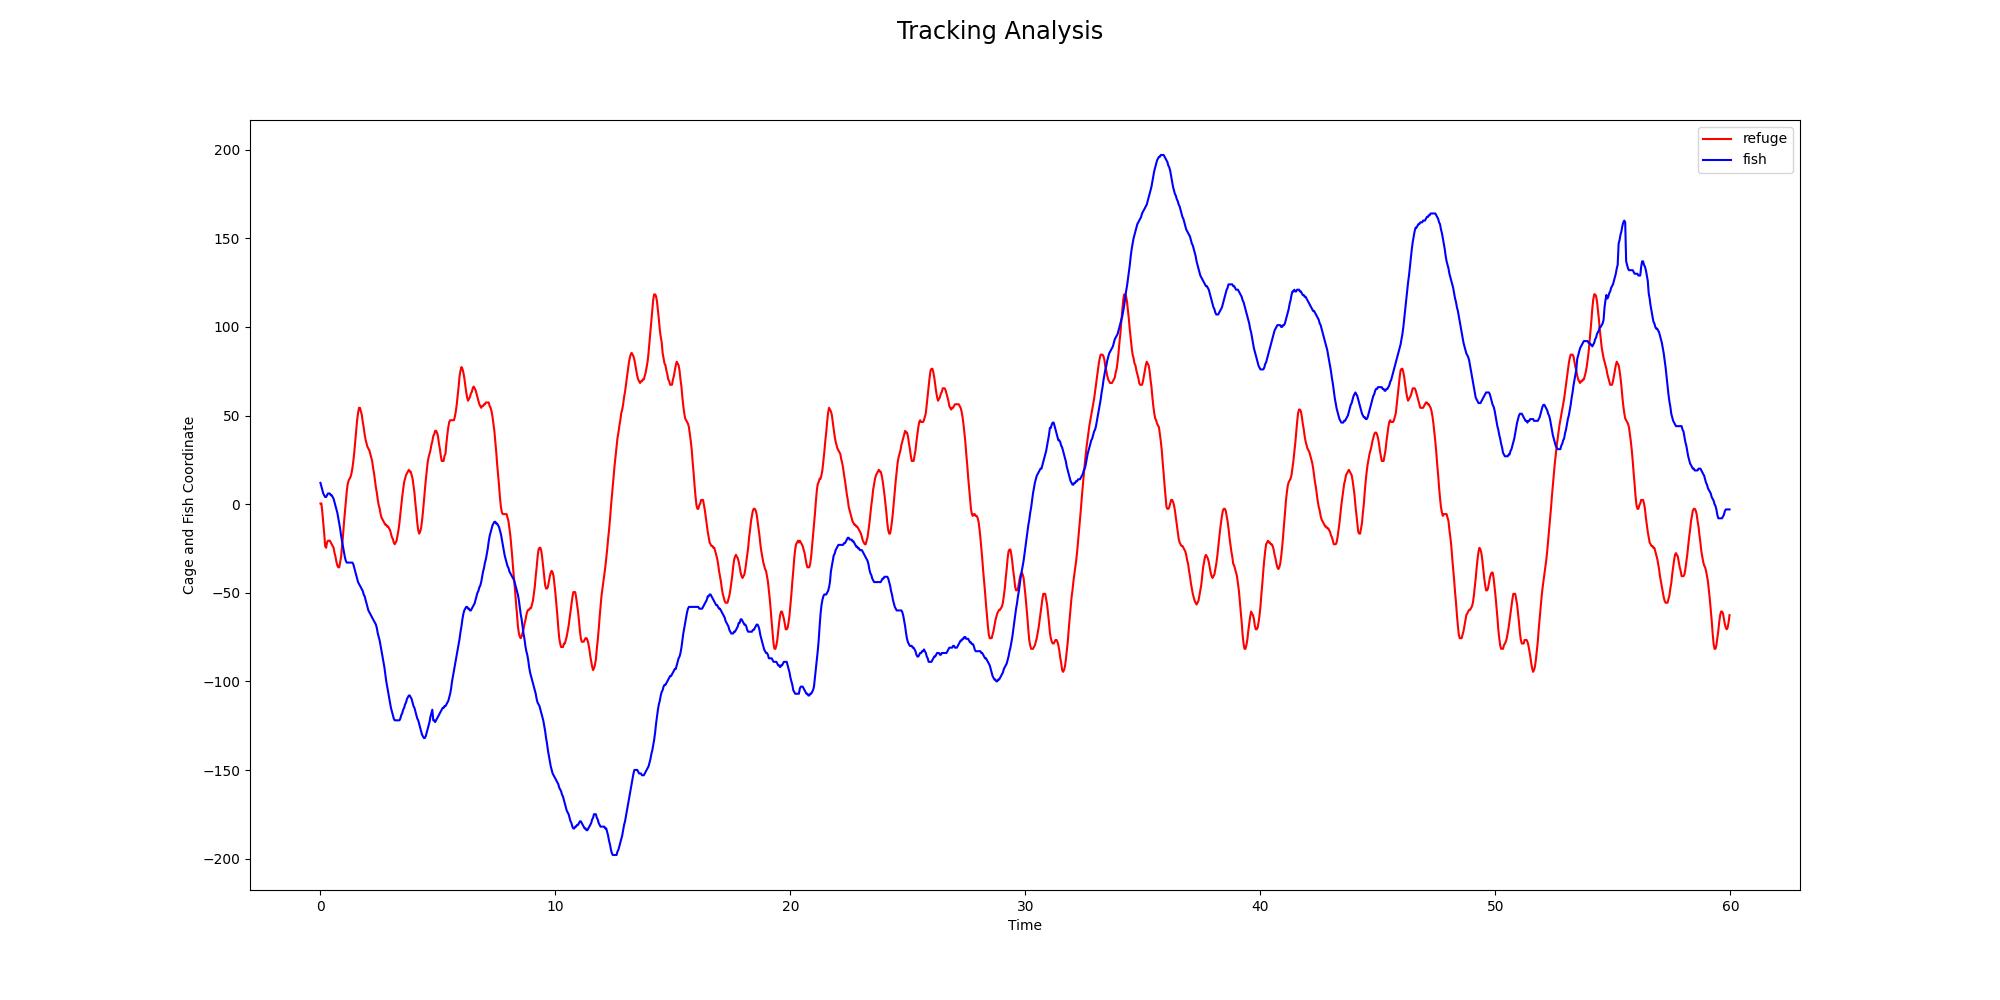 Tracking Analysis
refuge
fish
Cage and Fish Coordinate
200
150
100
50
0
−50
−100
−150
−200
0 10 20 30 40 50 60
Time